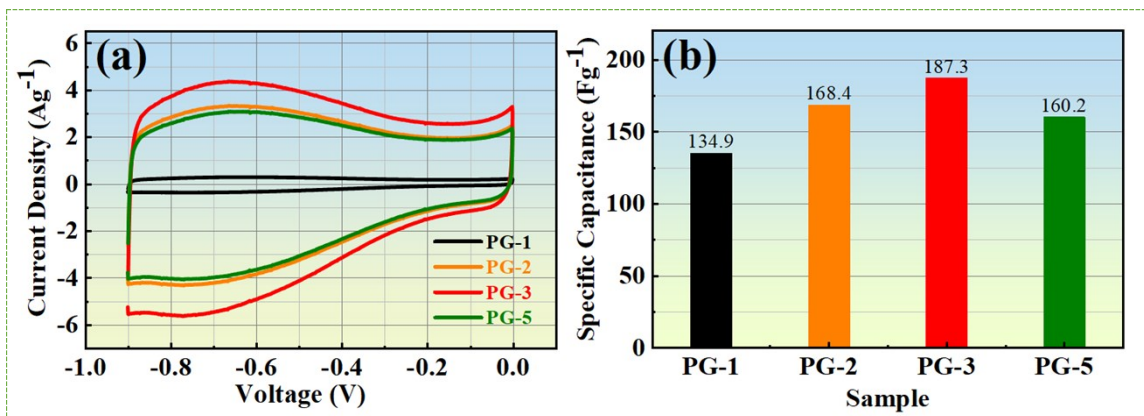 (a)
Current Density (Ag⁻¹)
6
4
2
0
-2
-4
-6
PG-1
PG-2
PG-3
PG-5
-1.0 -0.8 -0.6 -0.4 -0.2 0.0
Voltage (V)
(b)
Specific Capacitance (Fg⁻¹)
200
150
100
50
0
134.9
168.4
187.3
160.2
PG-1 PG-2 PG-3 PG-5
Sample